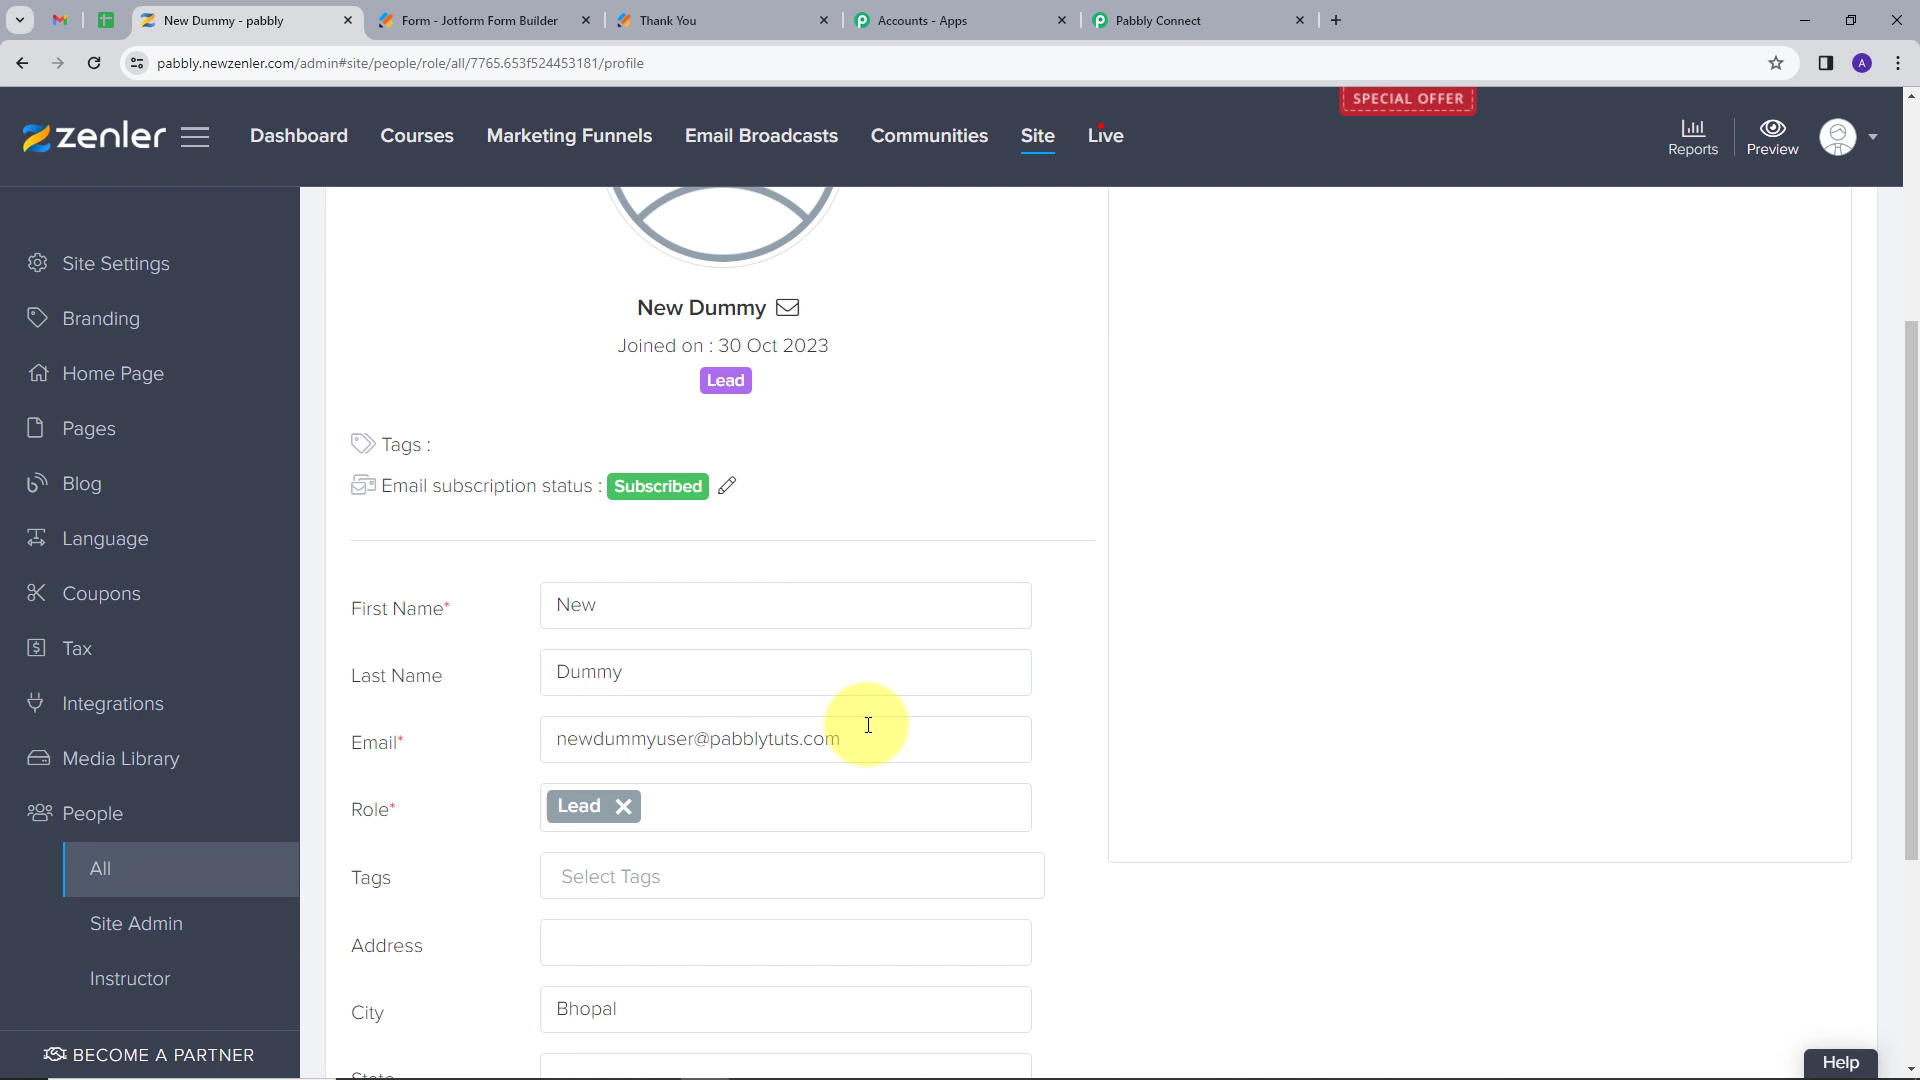 New Dummy - pabbly
Form - Jotform Form Builder
Thank You
Accounts - Apps
Pabbly Connect
pabbly.newzenler.com/admin#site/people/role/all/7765.653f524453181/profile
A
SPECIAL OFFER
zenler
Dashboard
Courses
Marketing Funnels
Email Broadcasts
Communities
Site
Live
Reports
Preview
Site Settings
Branding
Home Page
Pages
Blog
Language
Coupons
Tax
Integrations
Media Library
People
All
Site Admin
Instructor
BECOME A PARTNER
New Dummy
Joined on : 30 Oct 2023
Lead
Tags :
Email subscription status : Subscribed
First Name* New
Last Name Dummy
Email* newdummyuser@pabblytuts.com
Role* Lead
Tags Select Tags
Address
City Bhopal
State
Help